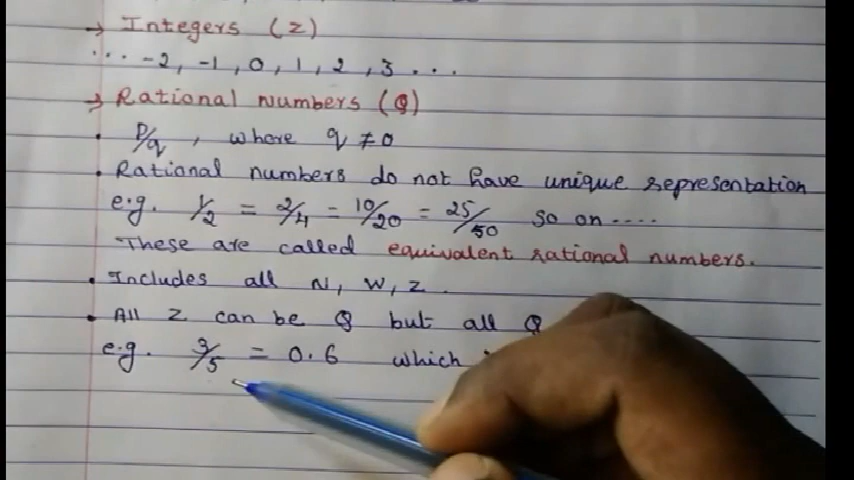 → Integers (Z)
... -2, -1, 0, 1, 2, 3 ...
→ Rational Numbers (Q)
• P/q, where q ≠ 0
• Rational numbers do not have unique representation
e.g. 1/2 = 2/4 = 10/20 = 25/50 so on ....
These are called equivalent rational numbers.
• Includes all N, W, Z.
• All Z can be Q but all Q
e.g. 3/5 = 0.6 which